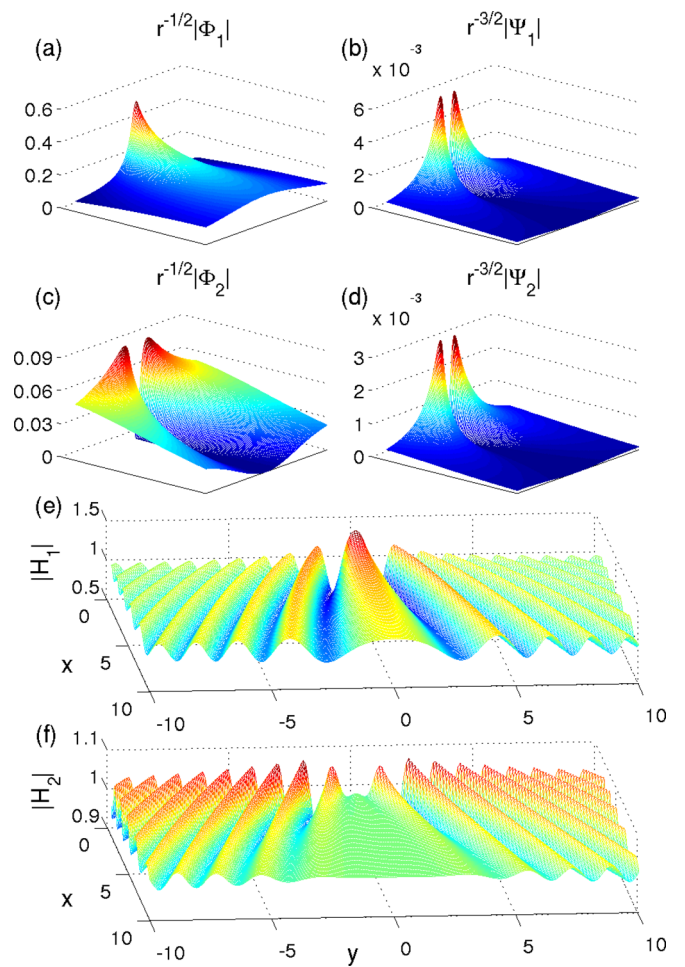 (a) r^{-1/2}|Φ_1| (b) r^{-3/2}|Ψ_1|
x 10^{-3}
0.6 6
0.4 4
0.2 2
0 0
(c) r^{-1/2}|Φ_2| (d) r^{-3/2}|Ψ_2|
x 10^{-3}
0.09 3
0.06 2
0.03 1
0 0
(e)
1.5
1
0.5
|H_1|
0
5
10
x
-10 -5 0 5 10
(f)
1.1
1
0.9
|H_2|
0
5
10
x
-10 -5 0 5 10
y